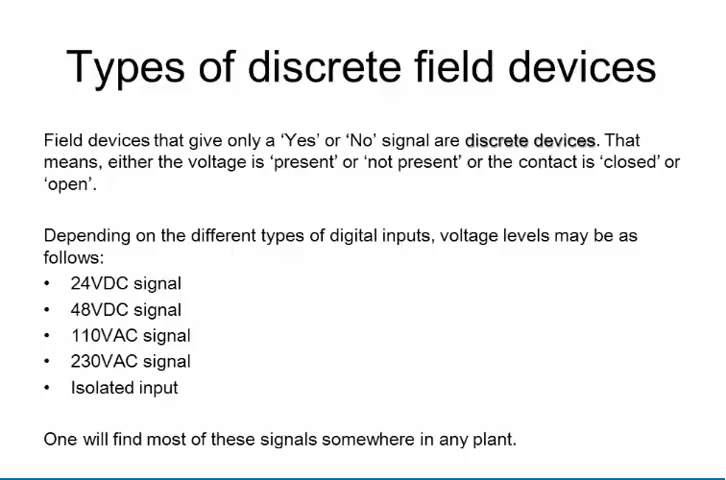 Types of discrete field devices
Field devices that give only a ‘Yes’ or ‘No’ signal are discrete devices. That
means, either the voltage is ‘present’ or ‘not present’ or the contact is ‘closed’ or
‘open’.
Depending on the different types of digital inputs, voltage levels may be as
follows:
• 24VDC signal
• 48VDC signal
• 110VAC signal
• 230VAC signal
• Isolated input
One will find most of these signals somewhere in any plant.